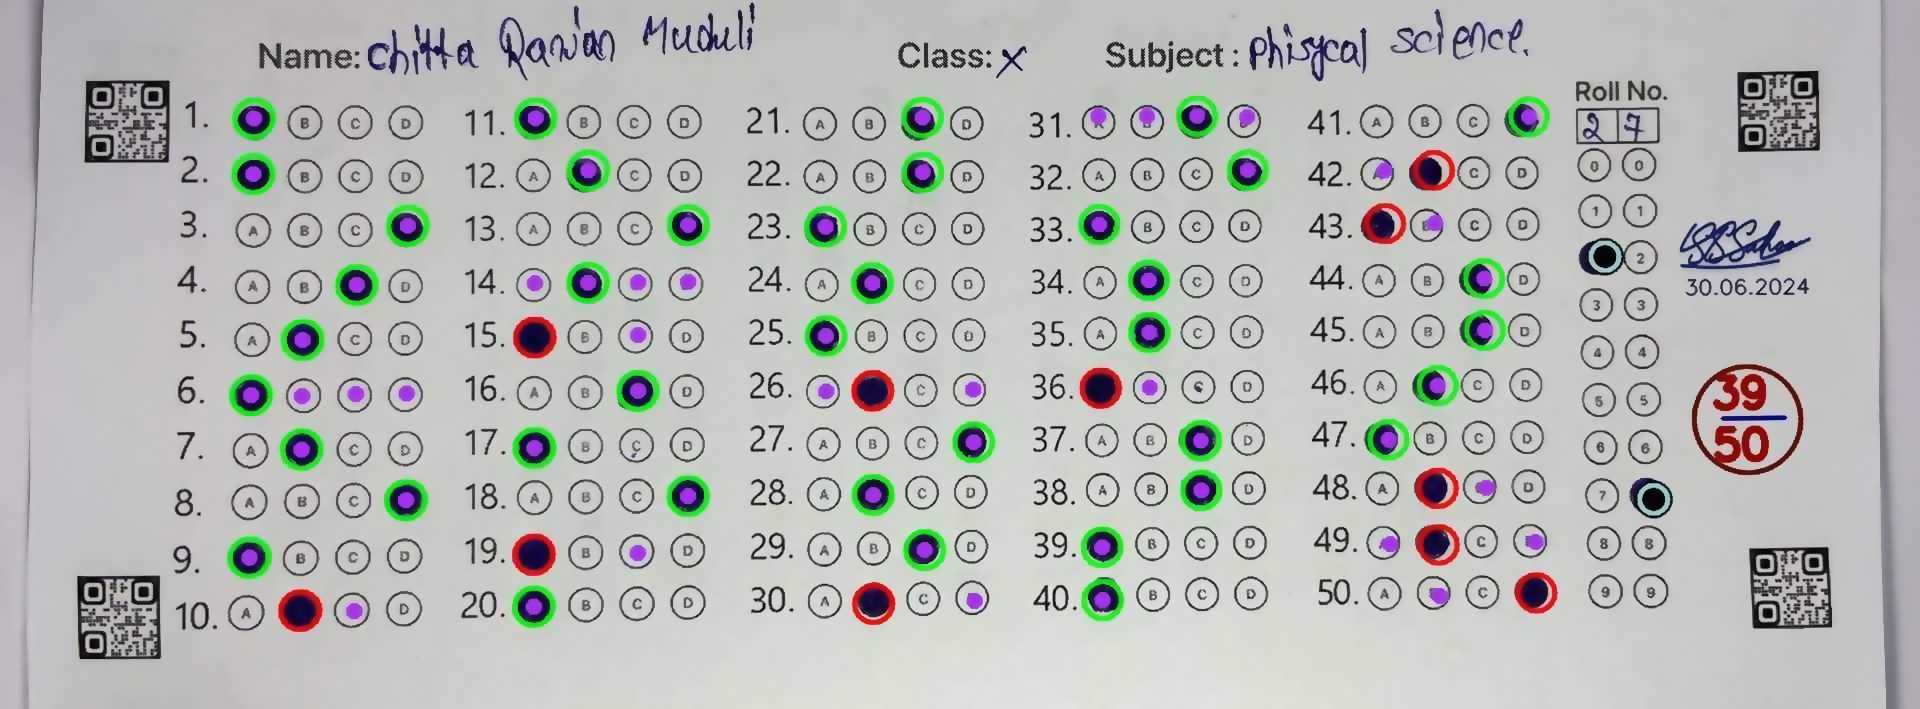 Name: Chitta Ranjan Muduli Class: X Subject: Phisycal science.
Roll No.
2 7
1. B C D 11. B C D 21. A B D 31. 41. A B C
2. B C D 12. A C D 22. A B D 32. A B C 42. C D 0 0
3. A B C 13. A B C 23. B C D 33. B C D 43. C D 1 1
4. A B D 14. 24. A C D 34. A C D 44. A B D 2
5. A C D 15. B D 25. B C D 35. A C D 45. A B D 3 3
6. 16. A B D 26. C 36. C D 46. A C D 4 4
7. A C D 17. B C D 27. A B C 37. A B D 47. B C D 5 5
8. A B C 18. A B C 28. A C D 38. A B D 48. A D 6 6
9. B C D 19. B D 29. A B D 39. B C D 49. C 7
10. A D 20. B C D 30. A C 40. B C D 50. A C 8 8
9 9
30.06.2024
39
50